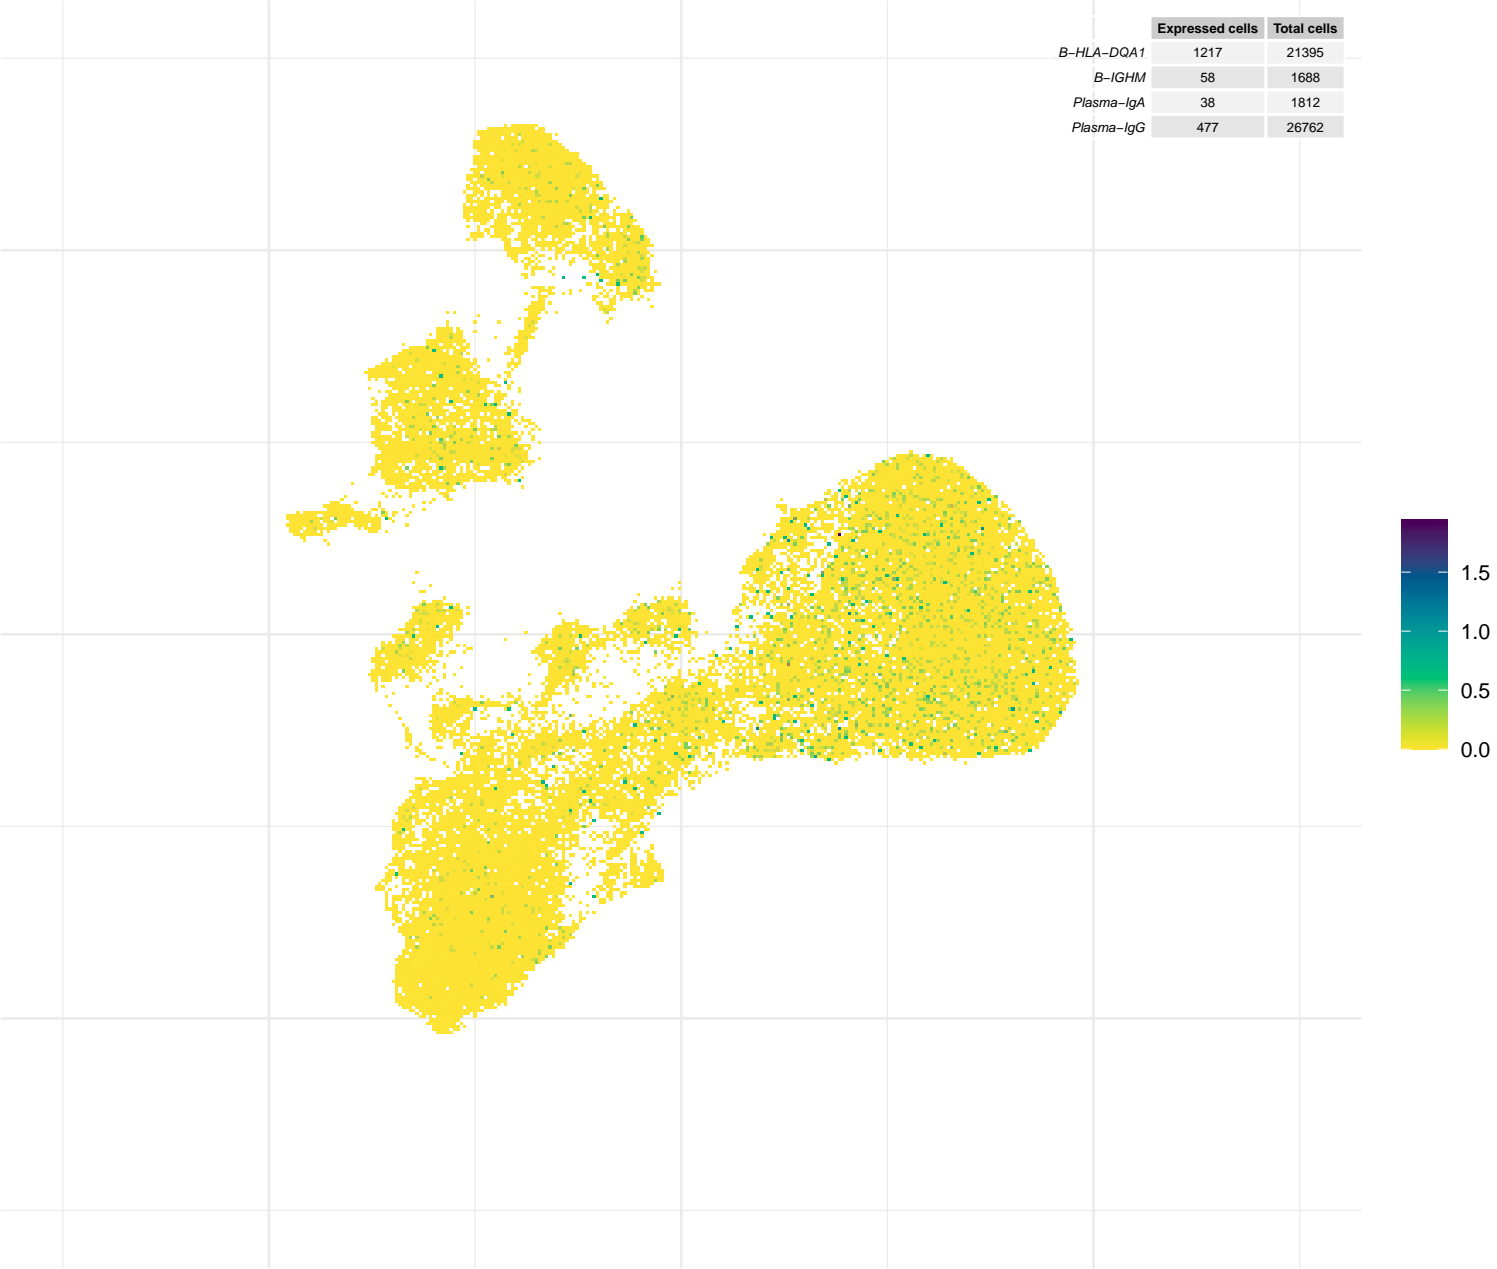 Expressed cells Total cells
B−HLA−DQA1 1217 21395
B−IGHM 58 1688
Plasma−IgA 38 1812
Plasma−IgG 477 26762
1.5
1.0
0.5
0.0